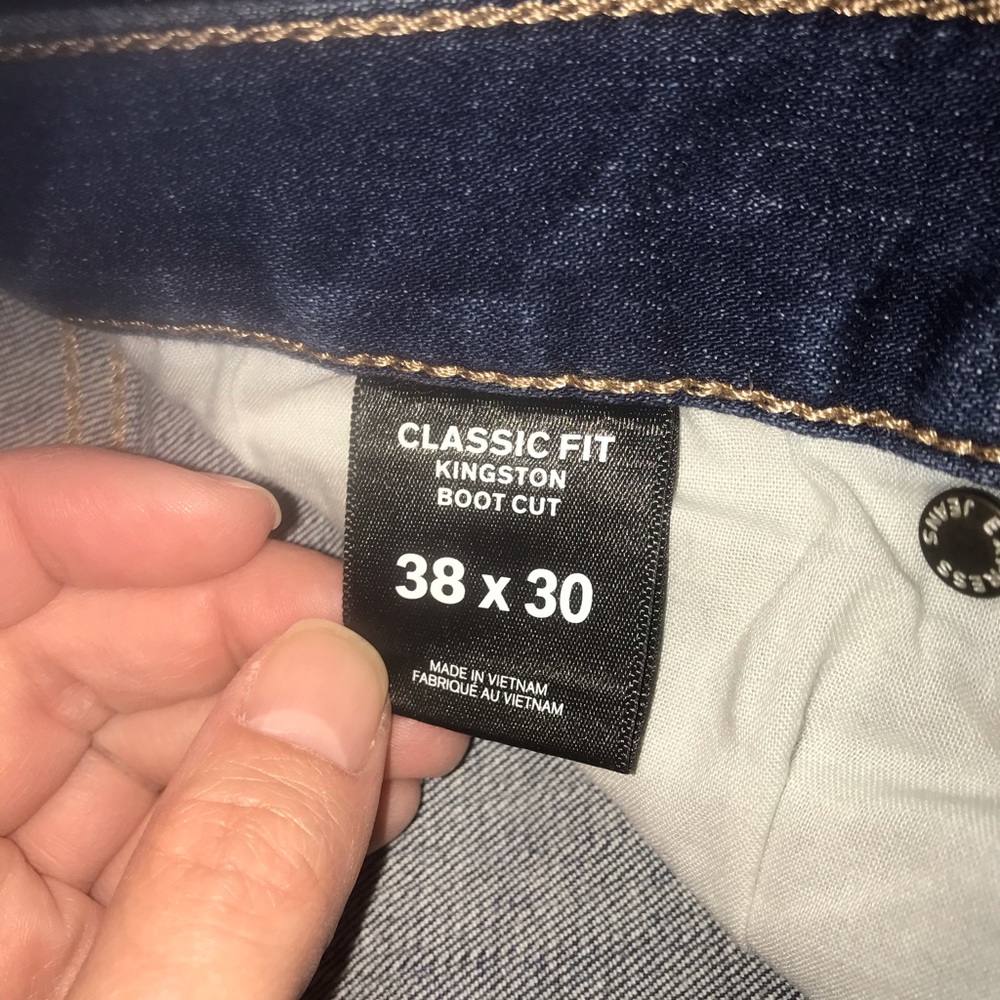 CLASSIC FIT
KINGSTON
BOOT CUT
38 x 30
MADE IN VIETNAM
FABRIQUÉ AU VIETNAM
JEANS